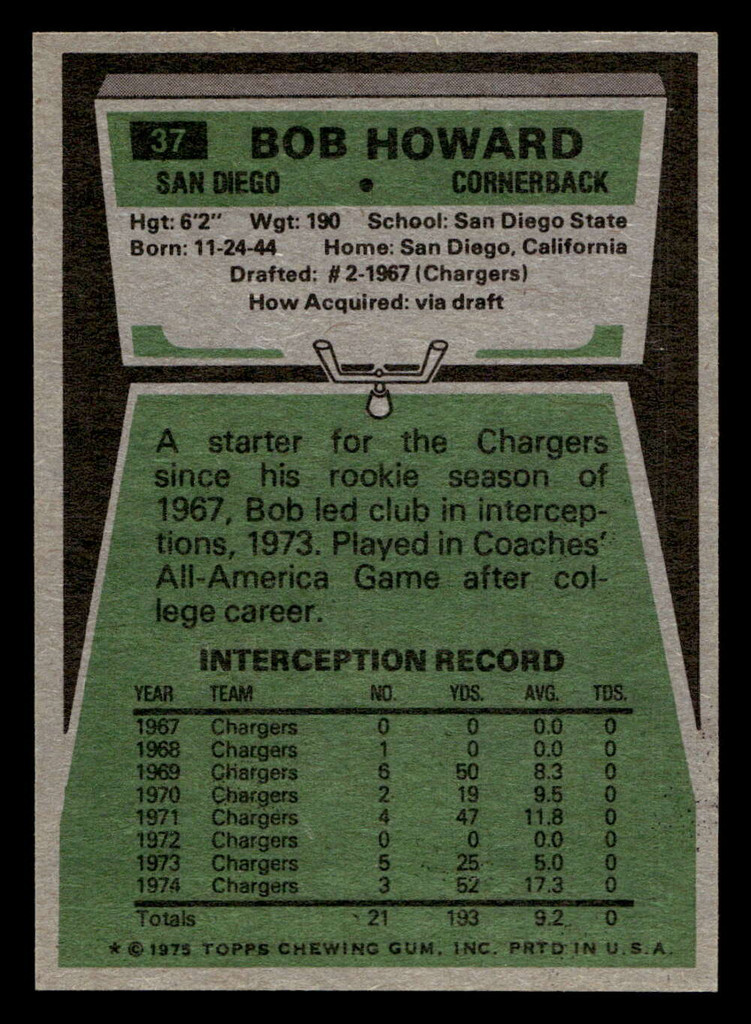 37 BOB HOWARD
SAN DIEGO • CORNERBACK
Hgt: 6'2" Wgt: 190 School: San Diego State
Born: 11-24-44 Home: San Diego, California
Drafted: #2-1967 (Chargers)
How Acquired: via draft
A starter for the Chargers
since his rookie season of
1967, Bob led club in intercep-
tions, 1973. Played in Coaches'
All-America Game after col-
lege career.
INTERCEPTION RECORD
YEAR TEAM NO. YDS. AVG. TDS.
1967 Chargers 0 0 0.0 0
1968 Chargers 1 0 0.0 0
1969 Chargers 6 50 8.3 0
1970 Chargers 2 19 9.5 0
1971 Chargers 4 47 11.8 0
1972 Chargers 0 0 0.0 0
1973 Chargers 5 25 5.0 0
1974 Chargers 3 52 17.3 0
Totals 21 193 9.2 0
* © 1975 TOPPS CHEWING GUM, INC. PRTD IN U.S.A.